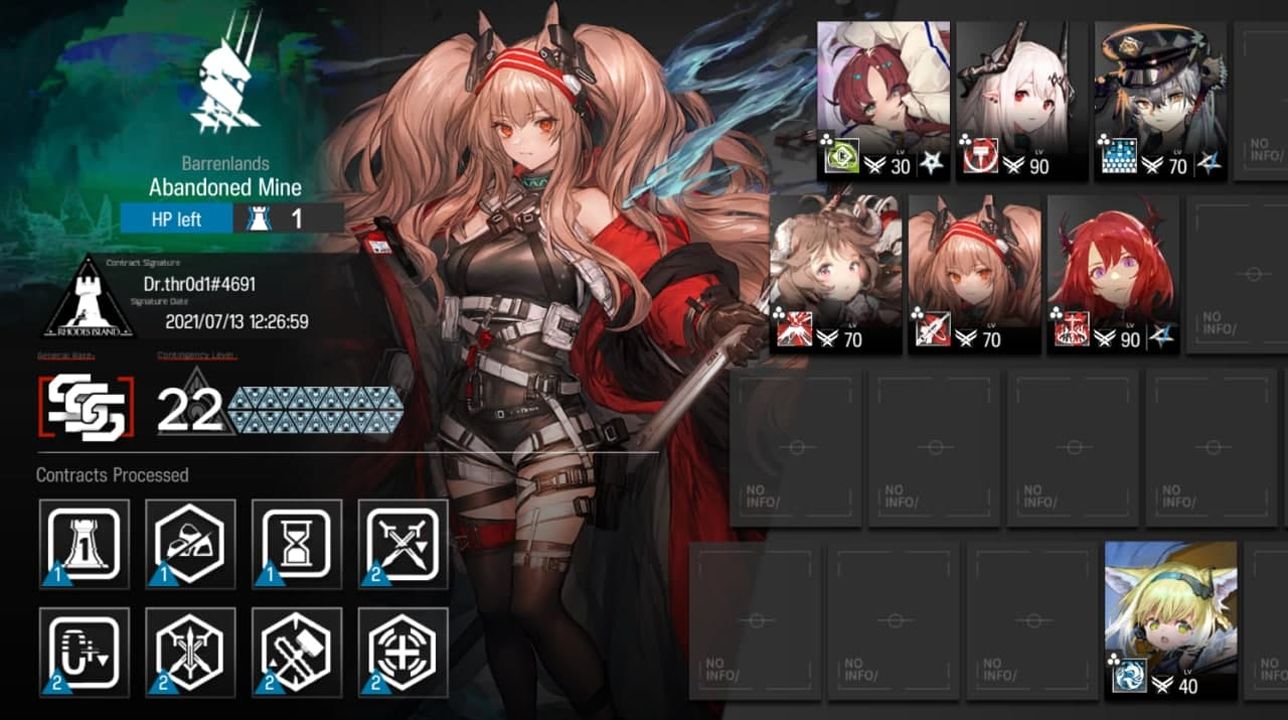 Barrenlands
Abandoned Mine
HP left 1
Contract Signature
Dr.thr0d1#4691
Signature Date
2021/07/13 12:26:59
RHODES ISLAND
General Rate
Contingency Level
SSS
22
Contracts Processed
1
1 1 1 2
2 2 2 2
LV
30
LV
90
LV
70
NO
INFO/
LV
70
LV
70
LV
90
NO
INFO/
NO
INFO/
NO
INFO/
NO
INFO/
NO
INFO/
NO
INFO/
NO
INFO/
NO
INFO/
LV
40
NO
INFO/